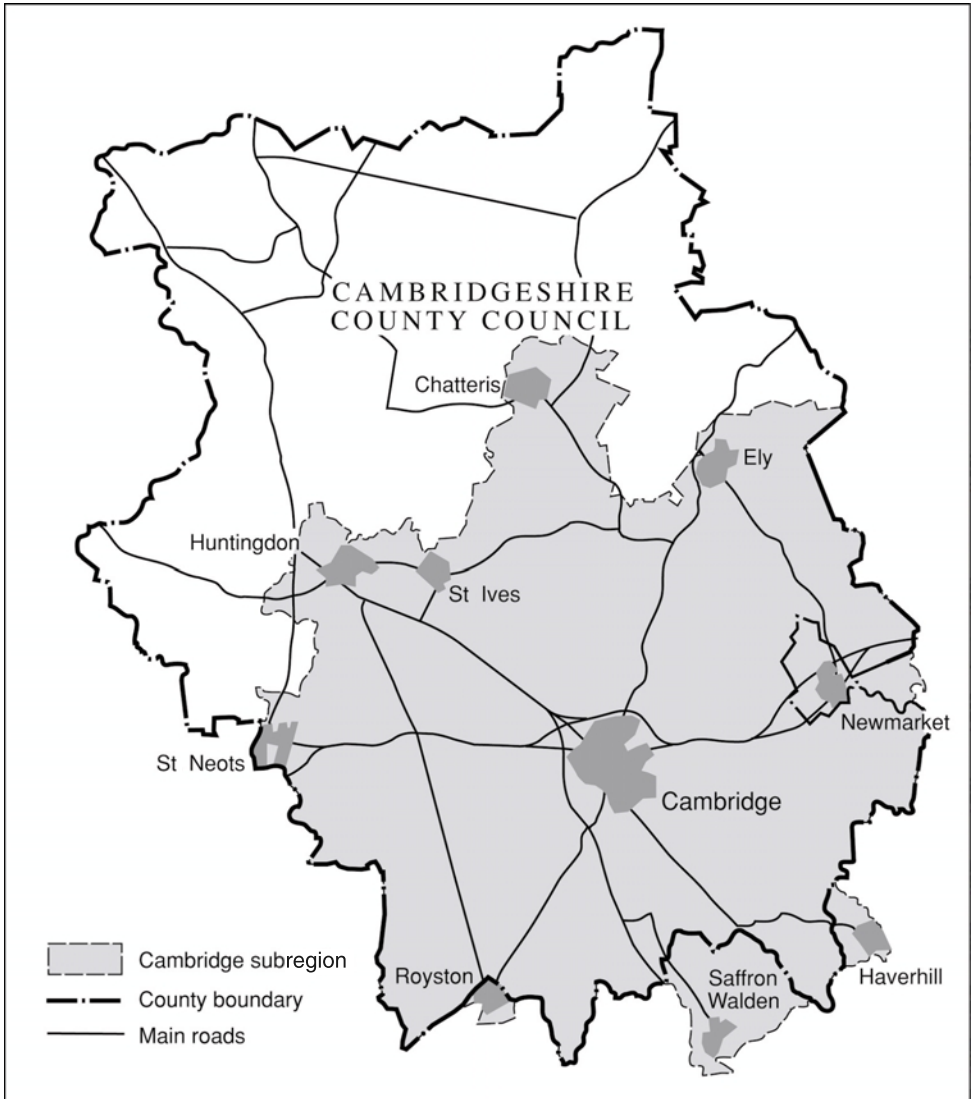 CAMBRIDGESHIRE
COUNTY COUNCIL
Chatteris
Ely
Huntingdon
St Ives
Newmarket
St Neots
Cambridge
Cambridge subregion
County boundary
Main roads
Royston
Saffron
Walden
Haverhill